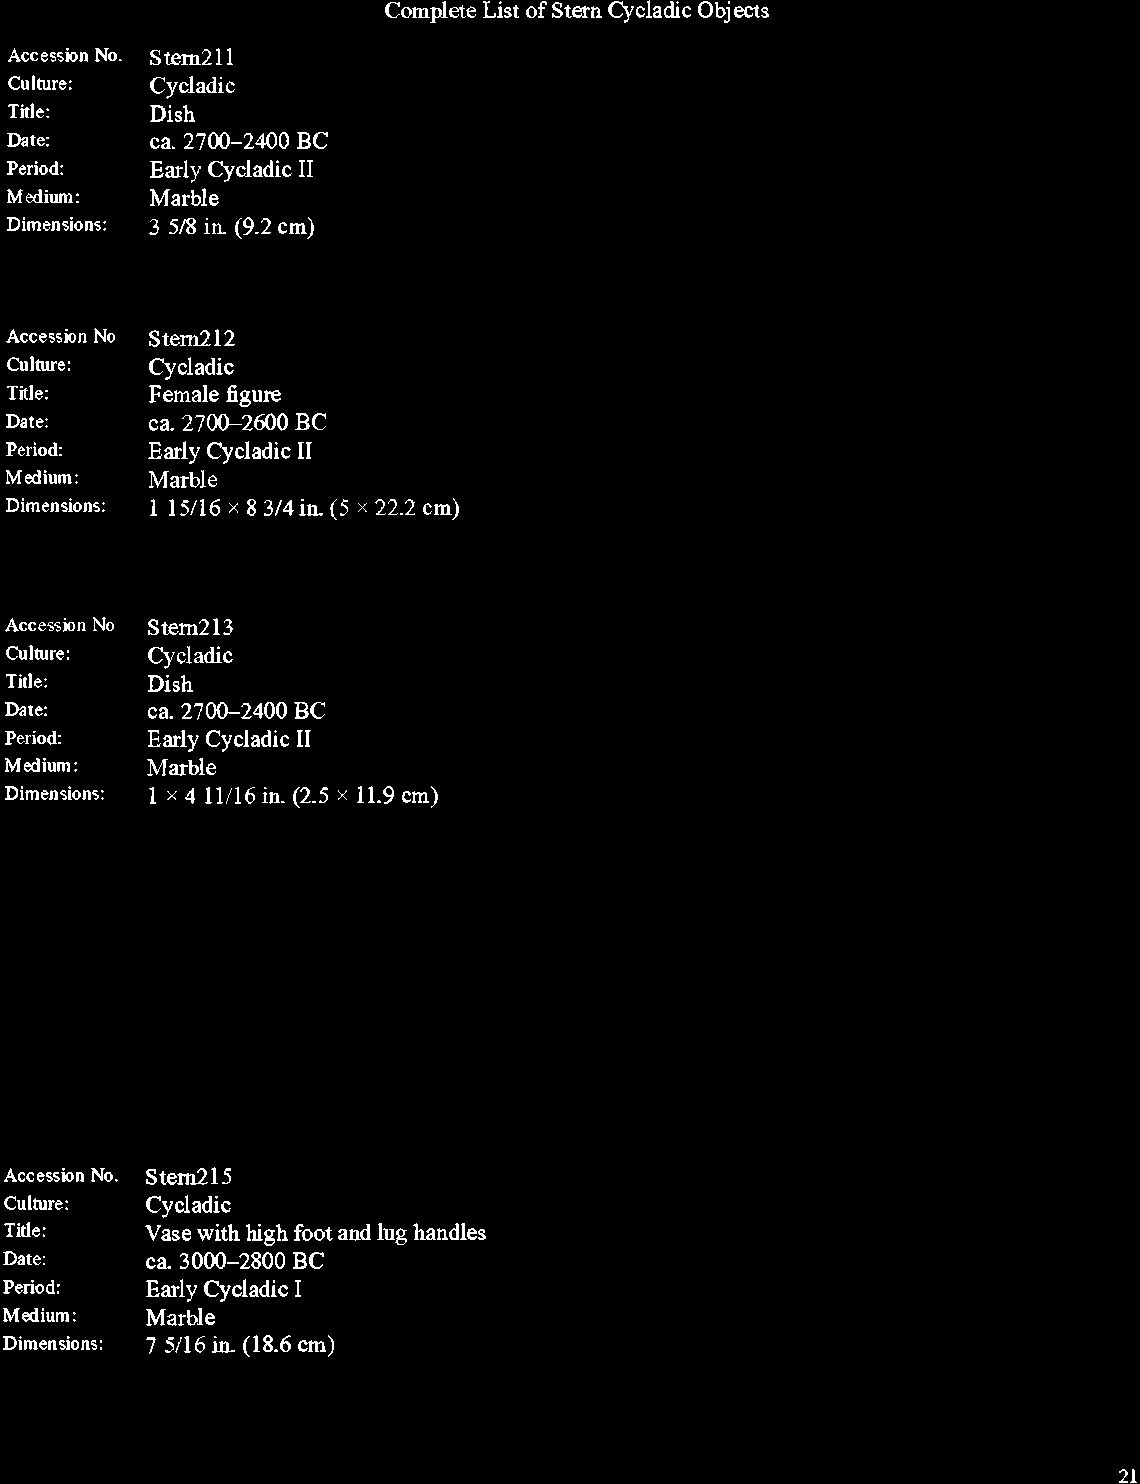 Complete List of Stern Cycladic Objects
Accession No. Stern211
Culture: Cycladic
Title: Dish
Date: ca. 2700–2400 BC
Period: Early Cycladic II
Medium: Marble
Dimensions: 3 5/8 in. (9.2 cm)
Accession No Stern212
Culture: Cycladic
Title: Female figure
Date: ca. 2700–2600 BC
Period: Early Cycladic II
Medium: Marble
Dimensions: 1 15/16 × 8 3/4 in. (5 × 22.2 cm)
Accession No Stern213
Culture: Cycladic
Title: Dish
Date: ca. 2700–2400 BC
Period: Early Cycladic II
Medium: Marble
Dimensions: 1 × 4 11/16 in. (2.5 × 11.9 cm)
Accession No. Stern215
Culture: Cycladic
Title: Vase with high foot and lug handles
Date: ca. 3000–2800 BC
Period: Early Cycladic I
Medium: Marble
Dimensions: 7 5/16 in. (18.6 cm)
21